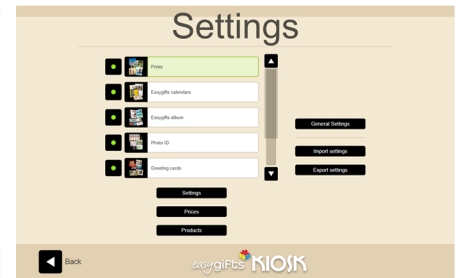 Settings
Prints
Easygifts calendars
Easygifts album
Photo ID
Greeting cards
General Settings
Import settings
Export settings
Settings
Prices
Products
Back
easygifts KIOSK